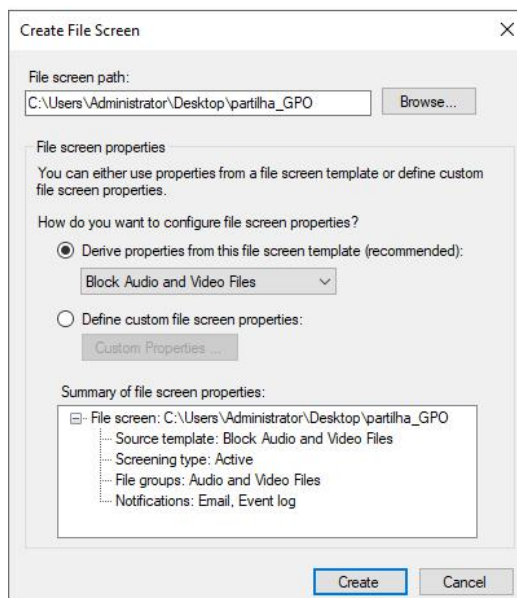 Create File Screen
File screen path:
C:\Users\Administrator\Desktop\partilha_GPO
Browse...
File screen properties
You can either use properties from a file screen template or define custom
file screen properties.
How do you want to configure file screen properties?
Derive properties from this file screen template (recommended):
Block Audio and Video Files
Define custom file screen properties:
Custom Properties ...
Summary of file screen properties:
File screen: C:\Users\Administrator\Desktop\partilha_GPO
Source template: Block Audio and Video Files
Screening type: Active
File groups: Audio and Video Files
Notifications: Email, Event log
Create
Cancel